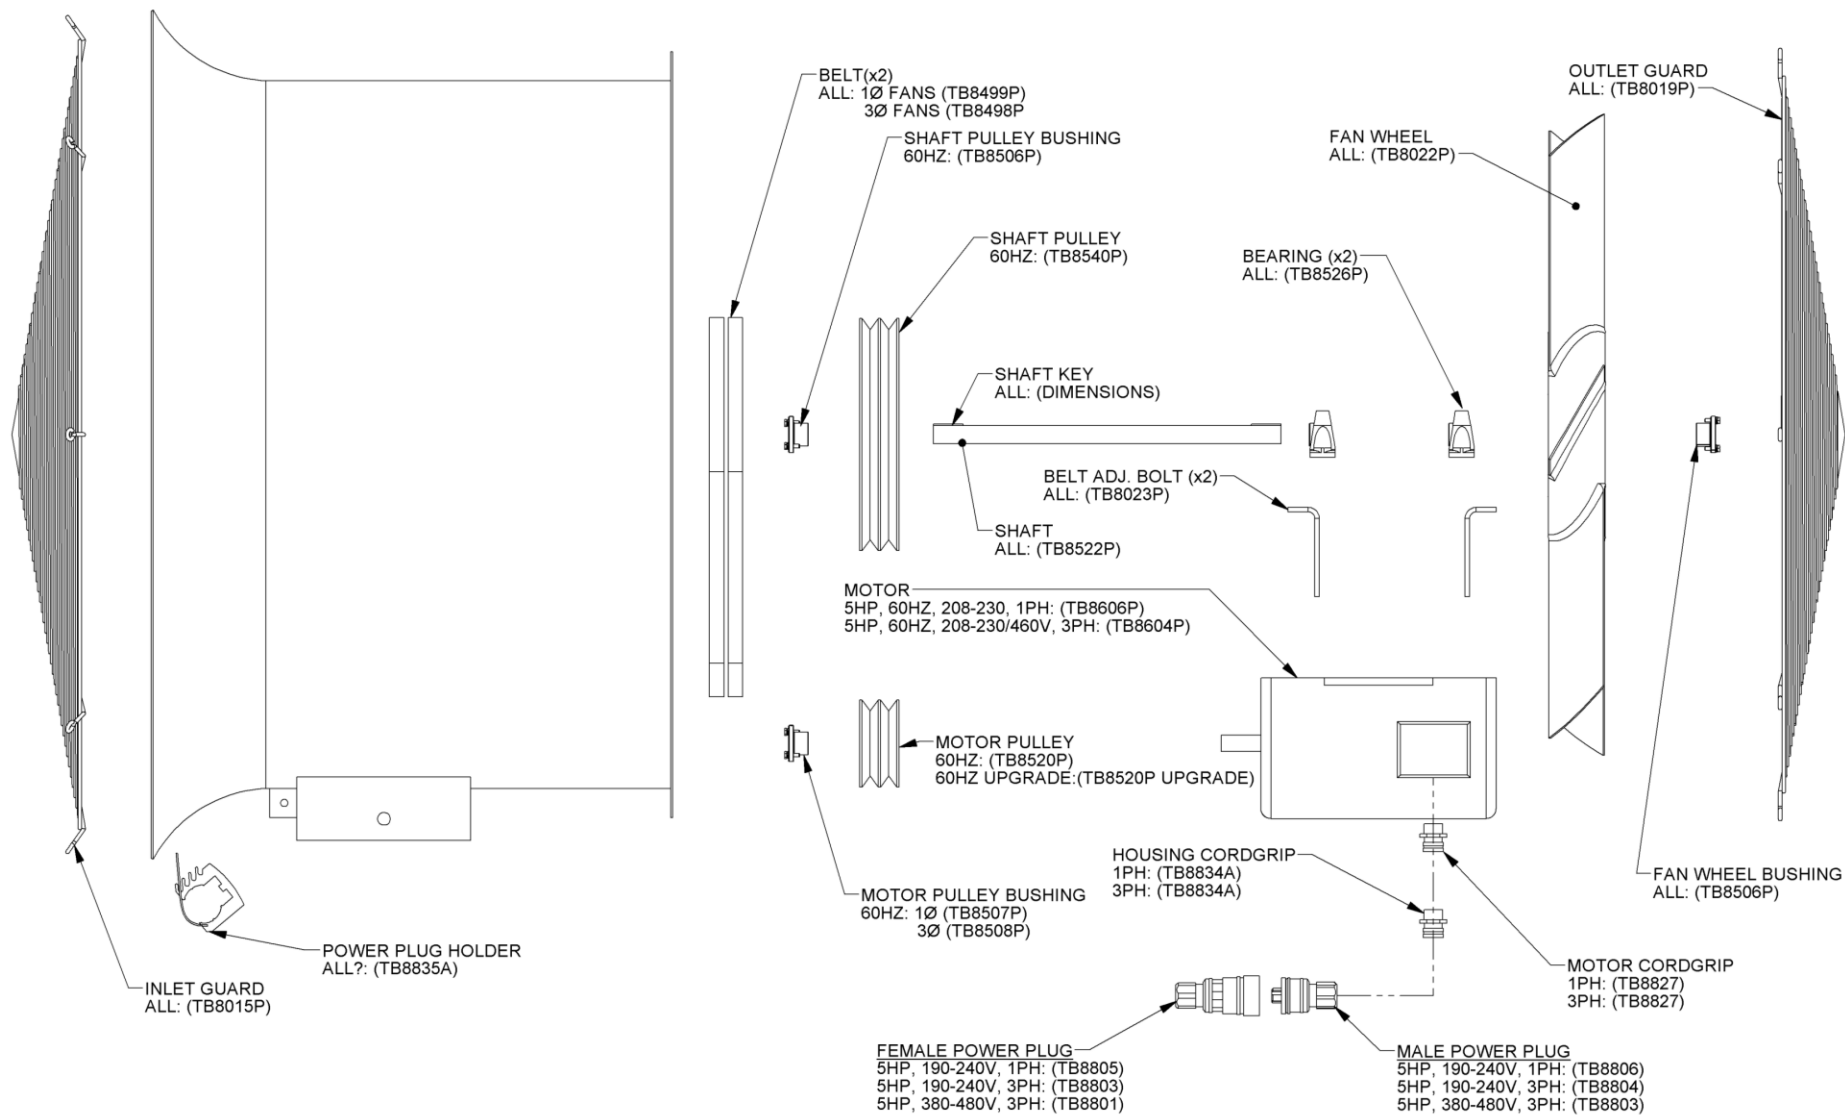 BELT(x2)
ALL: 1Ø FANS (TB8499P)
3Ø FANS (TB8498P
SHAFT PULLEY BUSHING
60HZ: (TB8506P)
OUTLET GUARD
ALL: (TB8019P)
FAN WHEEL
ALL: (TB8022P)
SHAFT PULLEY
60HZ: (TB8540P)
BEARING (x2)
ALL: (TB8526P)
SHAFT KEY
ALL: (DIMENSIONS)
BELT ADJ. BOLT (x2)
ALL: (TB8023P)
SHAFT
ALL: (TB8522P)
MOTOR
5HP, 60HZ, 208-230, 1PH: (TB8606P)
5HP, 60HZ, 208-230/460V, 3PH: (TB8604P)
MOTOR PULLEY
60HZ: (TB8520P)
60HZ UPGRADE:(TB8520P UPGRADE)
HOUSING CORDGRIP
1PH: (TB8834A)
3PH: (TB8834A)
FAN WHEEL BUSHING
ALL: (TB8506P)
MOTOR PULLEY BUSHING
60HZ: 1Ø (TB8507P)
3Ø (TB8508P)
POWER PLUG HOLDER
ALL?: (TB8835A)
MOTOR CORDGRIP
1PH: (TB8827)
3PH: (TB8827)
INLET GUARD
ALL: (TB8015P)
FEMALE POWER PLUG
5HP, 190-240V, 1PH: (TB8805)
5HP, 190-240V, 3PH: (TB8803)
5HP, 380-480V, 3PH: (TB8801)
MALE POWER PLUG
5HP, 190-240V, 1PH: (TB8806)
5HP, 190-240V, 3PH: (TB8804)
5HP, 380-480V, 3PH: (TB8803)